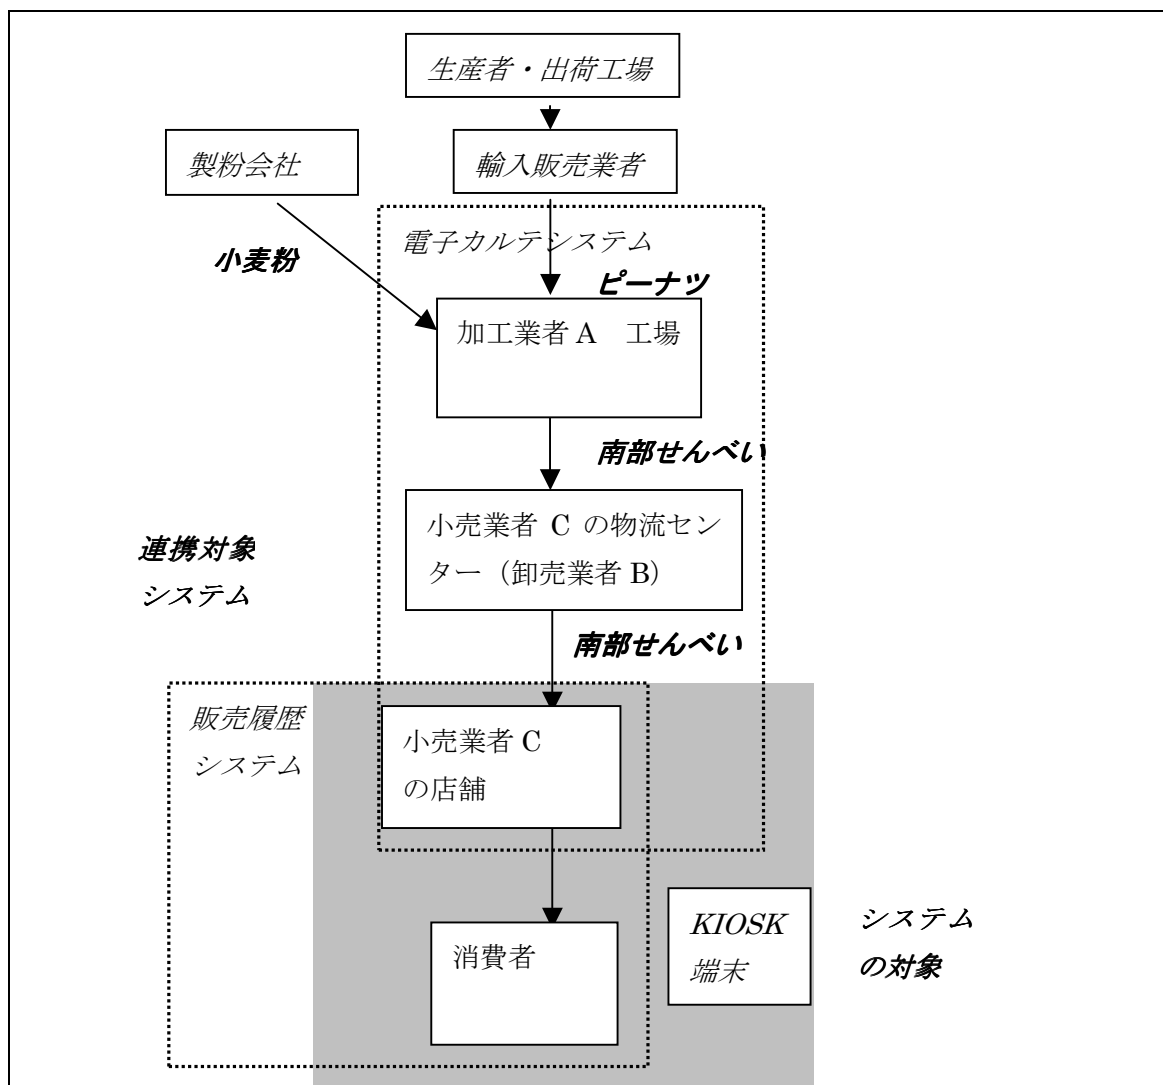 生産者・出荷工場
製粉会社
輸入販売業者
電子カルテシステム
小麦粉
ピーナツ
加工業者 A　工場
南部せんべい
小売業者 C の物流セン
ター（卸売業者 B）
連携対象
システム
南部せんべい
販売履歴
システム
小売業者 C
の店舗
KIOSK
端末
システム
の対象
消費者